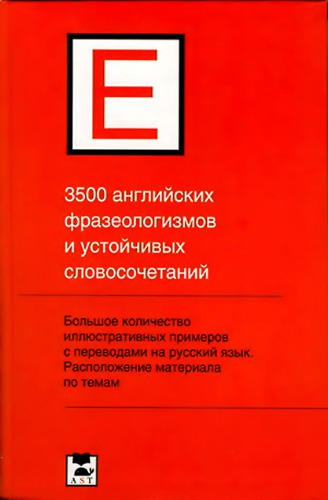 E
3500 английских
фразеологизмов
и устойчивых
словосочетаний
Большое количество
иллюстративных примеров
с переводами на русский язык.
Расположение материала
по темам
AST